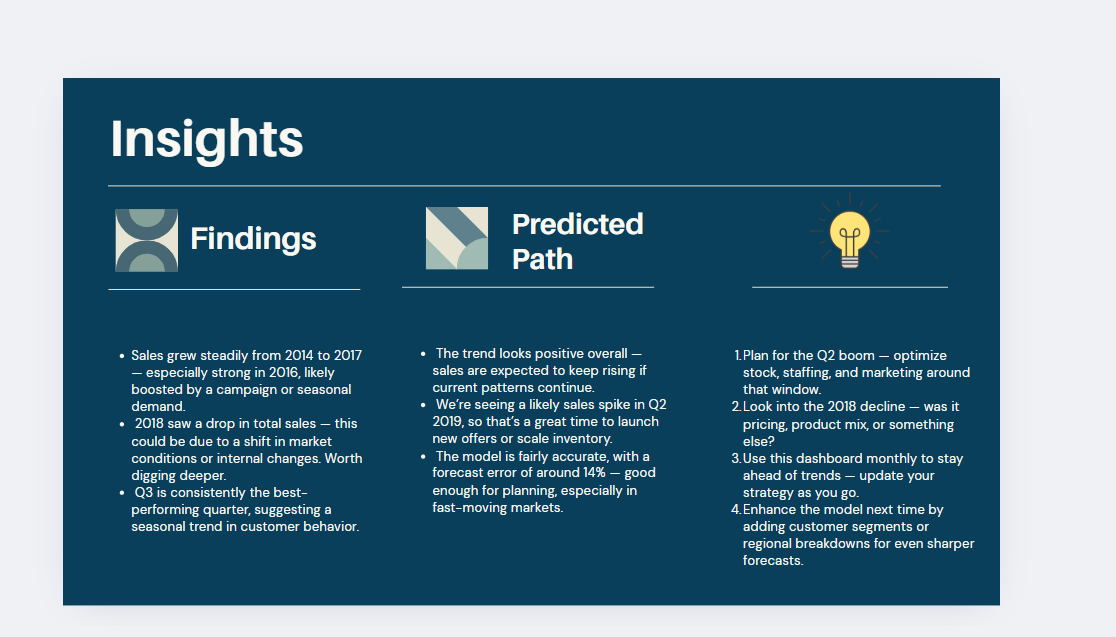 Insights
Findings
Predicted
Path
• Sales grew steadily from 2014 to 2017
— especially strong in 2016, likely
boosted by a campaign or seasonal
demand.
• 2018 saw a drop in total sales — this
could be due to a shift in market
conditions or internal changes. Worth
digging deeper.
• Q3 is consistently the best-
performing quarter, suggesting a
seasonal trend in customer behavior.
• The trend looks positive overall —
sales are expected to keep rising if
current patterns continue.
• We're seeing a likely sales spike in Q2
2019, so that's a great time to launch
new offers or scale inventory.
• The model is fairly accurate, with a
forecast error of around 14% — good
enough for planning, especially in
fast-moving markets.
1.Plan for the Q2 boom — optimize
stock, staffing, and marketing around
that window.
2.Look into the 2018 decline — was it
pricing, product mix, or something
else?
3.Use this dashboard monthly to stay
ahead of trends — update your
strategy as you go.
4.Enhance the model next time by
adding customer segments or
regional breakdowns for even sharper
forecasts.